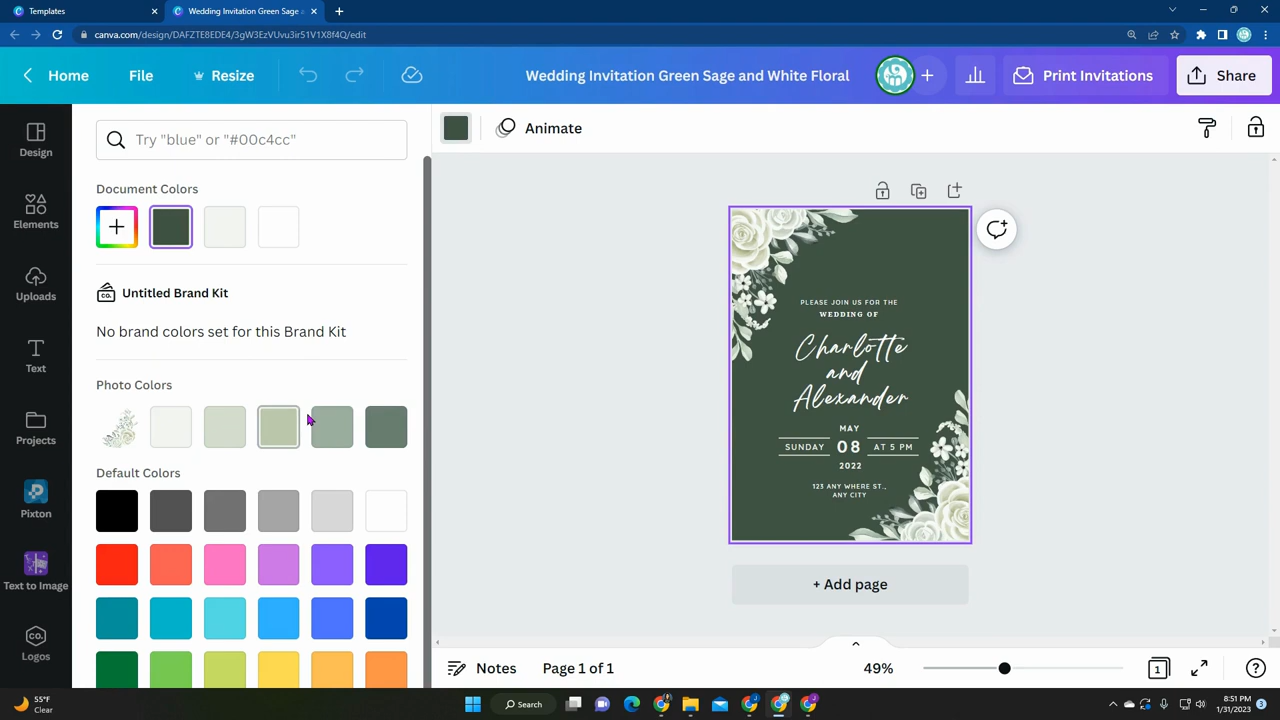 Templates
Wedding Invitation Green Sage a
canva.com/design/DAFZTE8EDE4/3gW3EzVUvu3ir51V1X8f4Q/edit
Home
File
Resize
Wedding Invitation Green Sage and White Floral
Print Invitations
Share
Design
Elements
Uploads
Text
Projects
Pixton
Text to Image
Logos
Try "blue" or "#00c4cc"
Document Colors
CO.
Untitled Brand Kit
No brand colors set for this Brand Kit
Photo Colors
Default Colors
Animate
PLEASE JOIN US FOR THE
WEDDING OF
Charlotte
and
Alexander
MAY
SUNDAY 08 AT 5 PM
2022
123 ANY WHERE ST.,
ANY CITY
+ Add page
Notes
Page 1 of 1
49%
1
55°F
Clear
Search
8:51 PM
1/31/2023